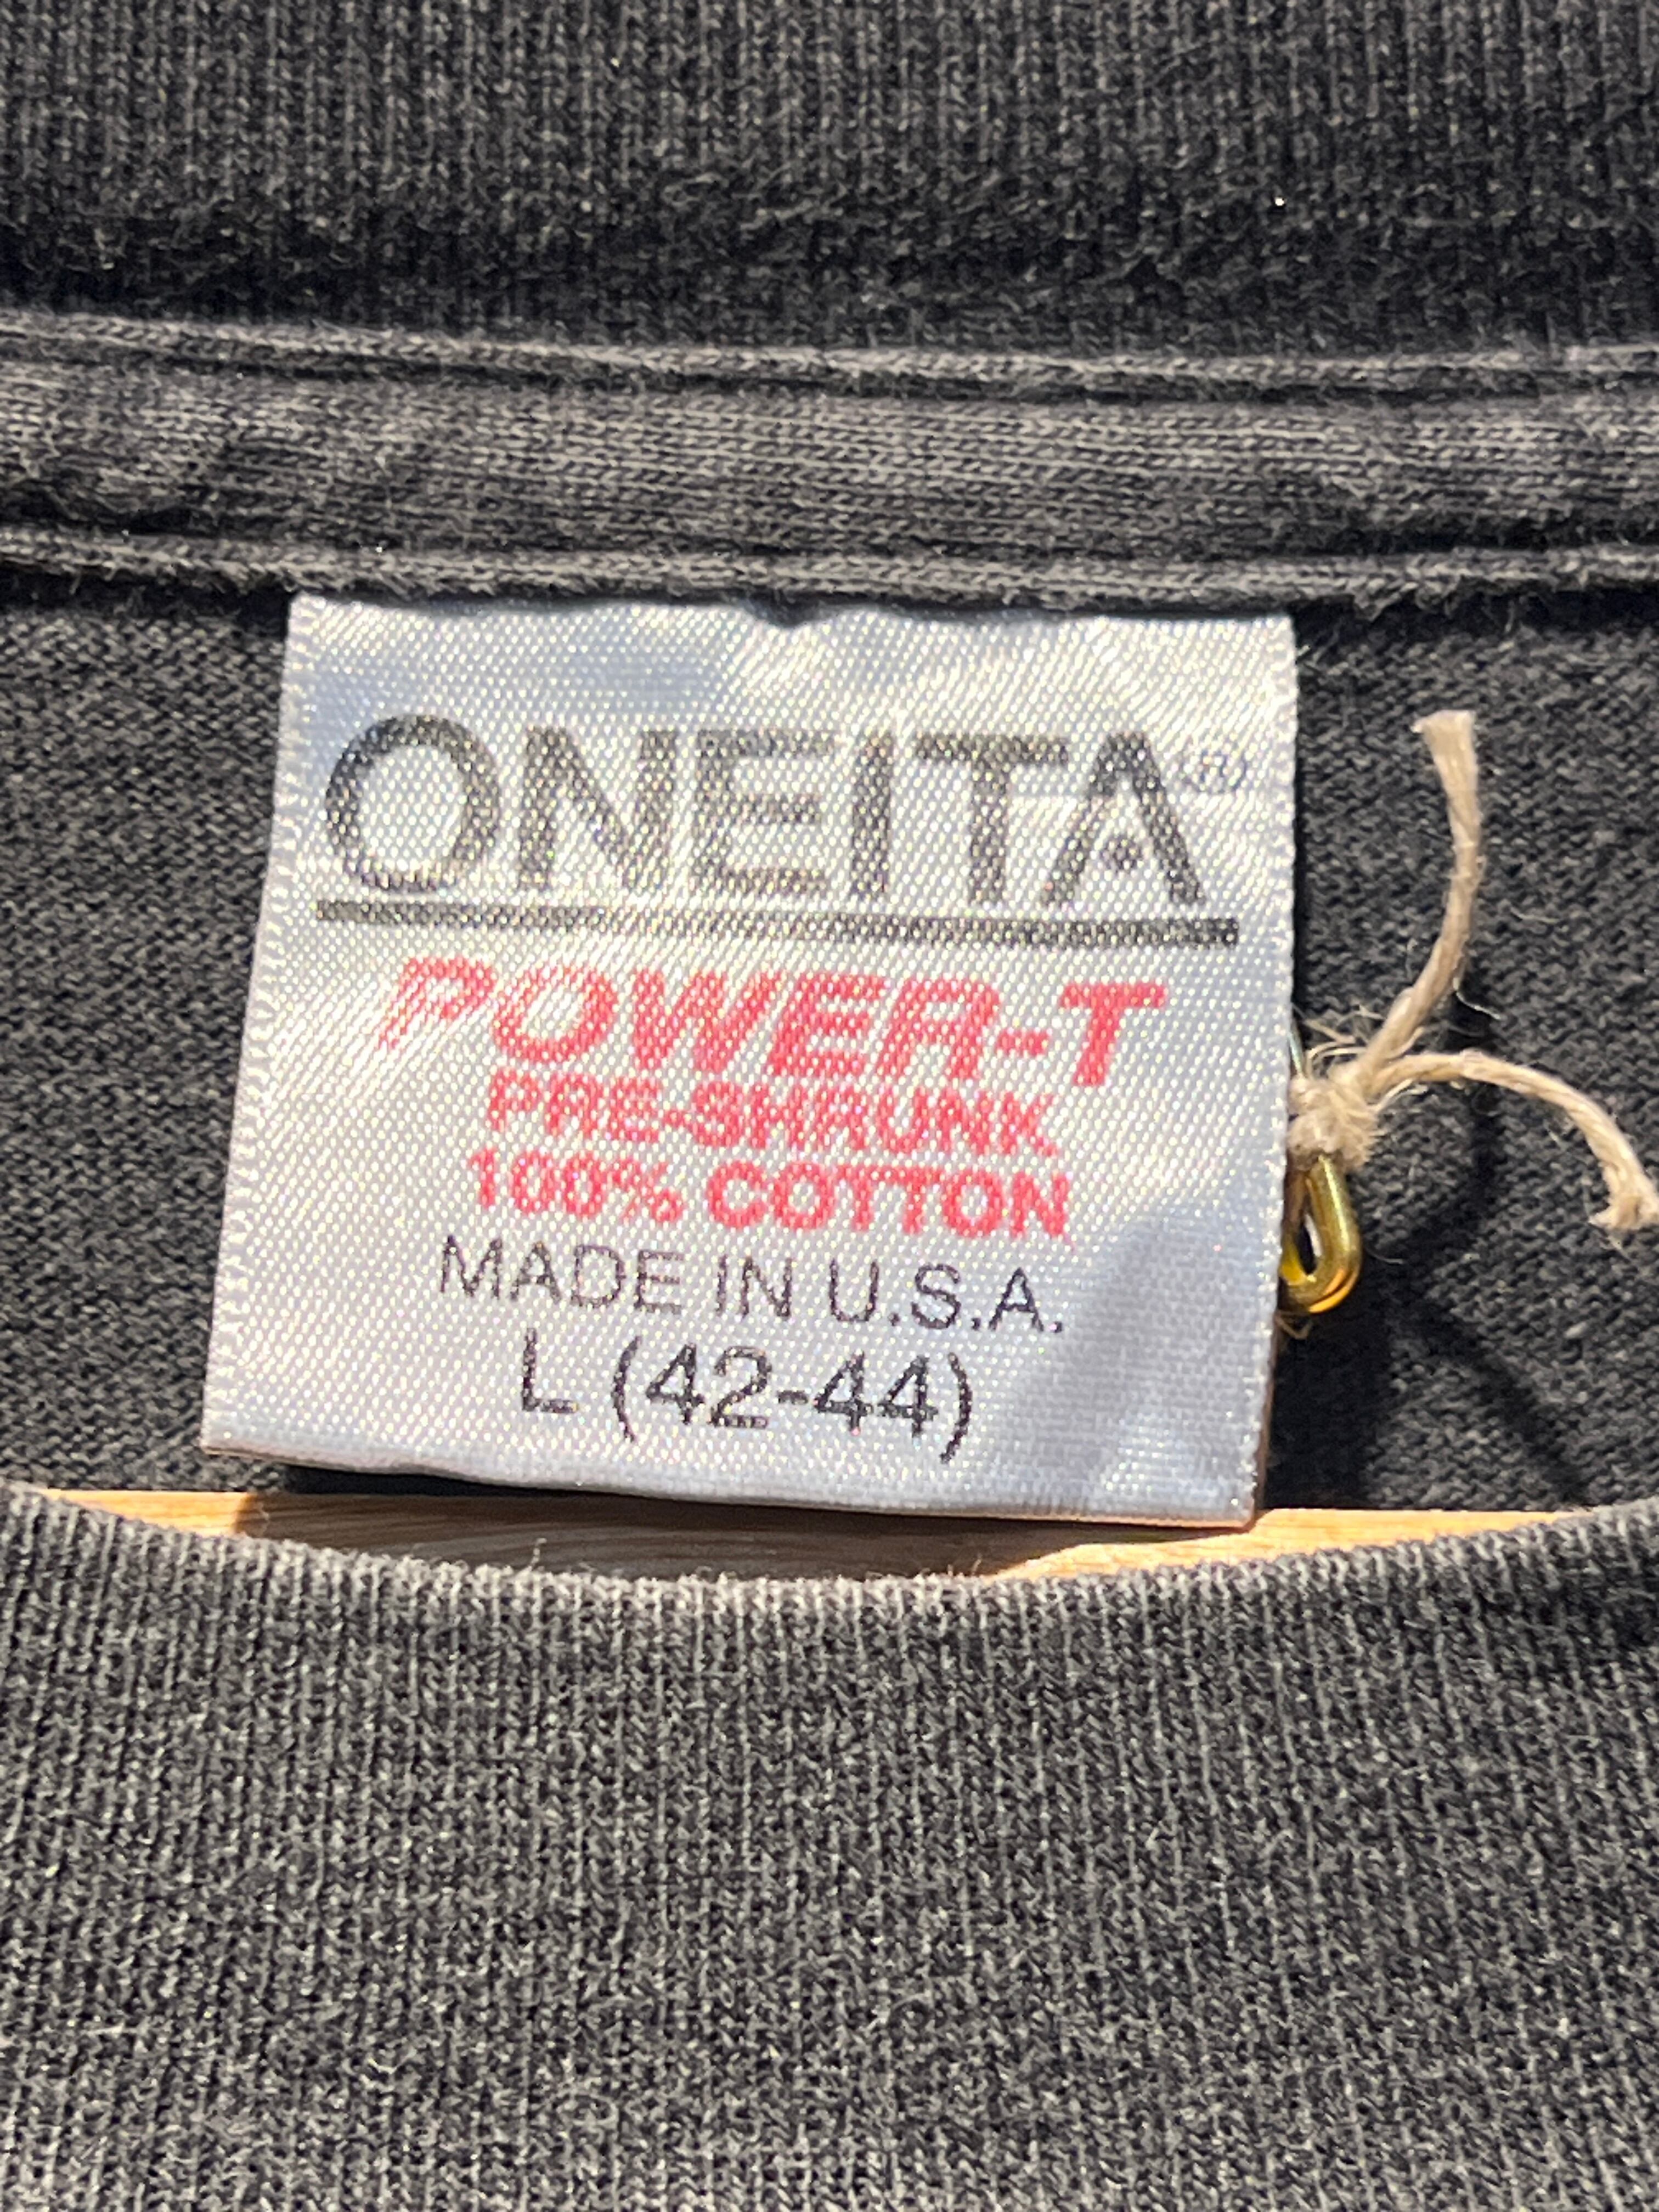 ONEITA®
POWER-T
PRE-SHRUNK
100% COTTON
MADE IN U.S.A.
L (42-44)